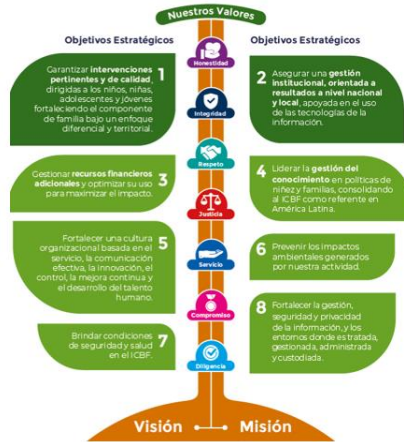 Nuestros Valores
Objetivos Estratégicos
Objetivos Estratégicos
Honestidad
1
Garantizar intervenciones
pertinentes y de calidad,
dirigidas a los niños, niñas,
adolescentes y jóvenes
fortaleciendo el componente
de familia bajo un enfoque
diferencial y territorial.
2
Asegurar una gestión
institucional, orientada a
resultados a nivel nacional
y local, apoyada en el uso
de las tecnologías de la
información.
Integridad
Respeto
Gestionar recursos financieros
adicionales y optimizar su uso
para maximizar el impacto.
3
4
Liderar la gestión del
conocimiento en políticas de
niñez y familias, consolidando
al ICBF como referente en
América Latina.
Justicia
5
Fortalecer una cultura
organizacional basada en el
servicio, la comunicación
efectiva, la innovación, el
control, la mejora continua y
el desarrollo del talento
humano.
6
Prevenir los impactos
ambientales generados
por nuestra actividad.
Servicio
Compromiso
7
Brindar condiciones
de seguridad y salud
en el ICBF.
8
Fortalecer la gestión,
seguridad y privacidad
de la información, y los
entornos donde es tratada,
gestionada, administrada
y custodiada.
Diligencia
Visión
Misión